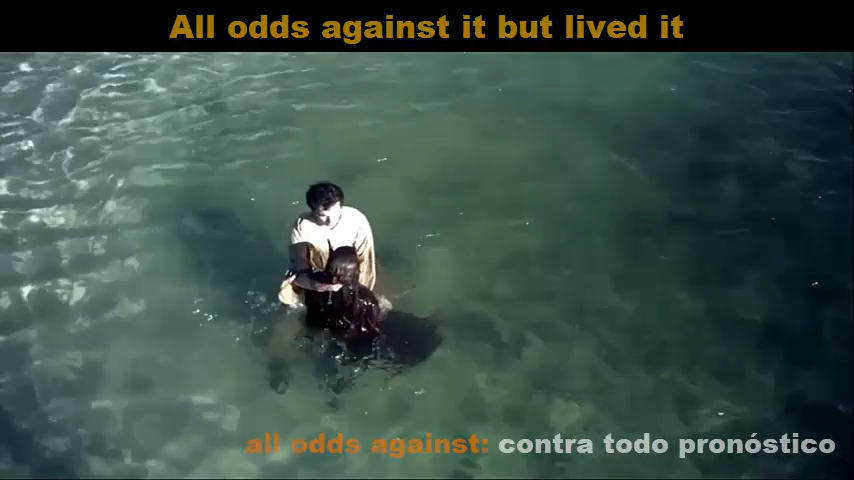 All odds against it but lived it
all odds against: contra todo pronóstico